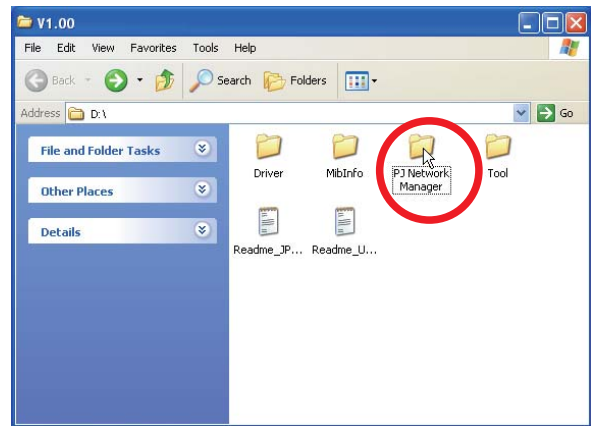 V1.00
File Edit View Favorites Tools Help
Back Search Folders
Address D:\ Go
File and Folder Tasks
Other Places
Details
Driver MibInfo PJ Network Manager Tool
Readme_JP... Readme_U...